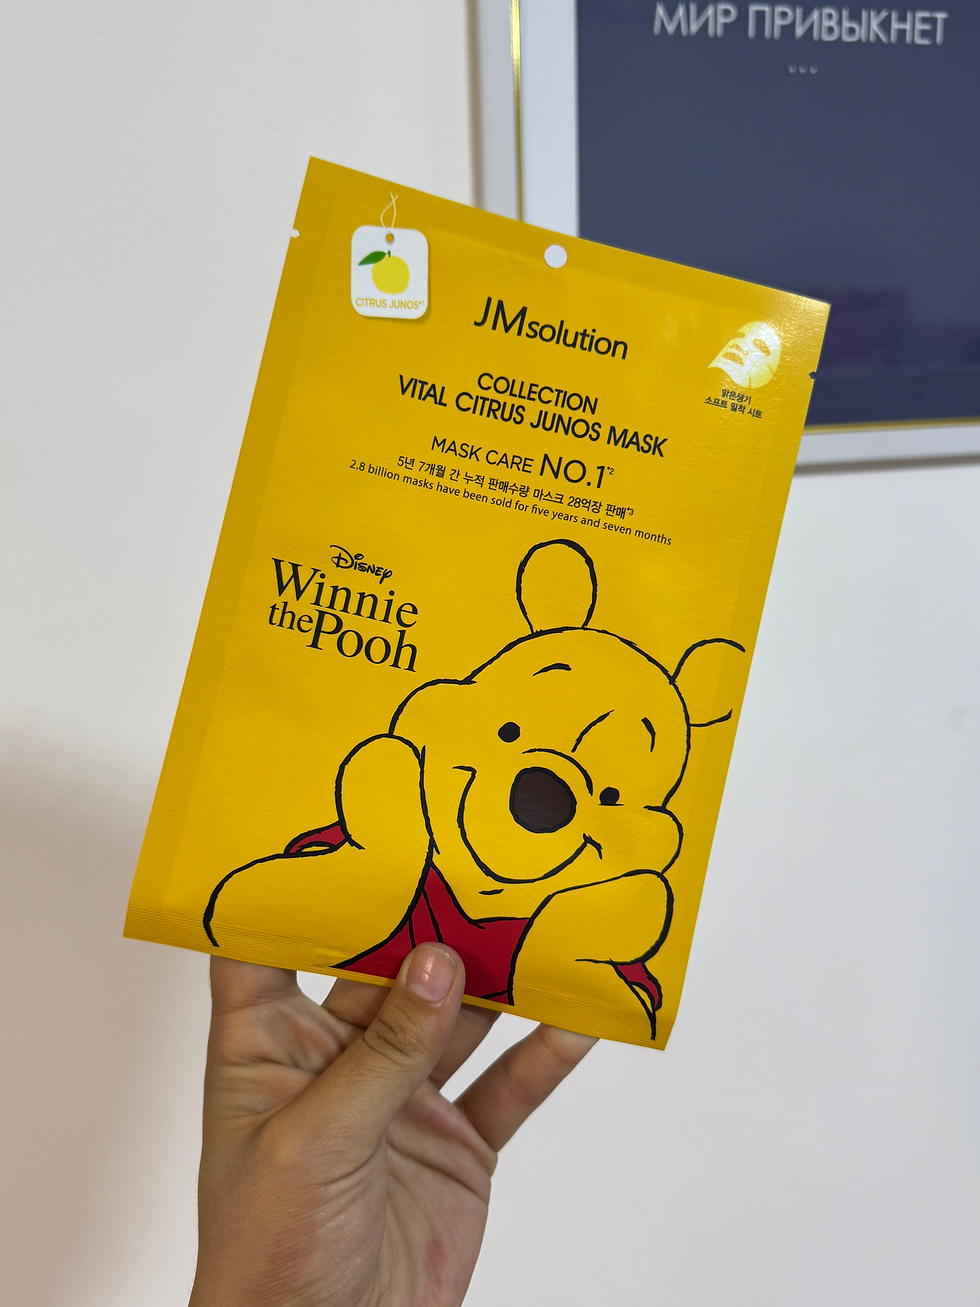 МИР ПРИВЫКНЕТ
CITRUS JUNOS*1
JMsolution
맑은생기
소프트 밀착 시트
COLLECTION
VITAL CITRUS JUNOS MASK
MASK CARE NO.1*2
5년 7개월 간 누적 판매수량 마스크 28억장 판매*3
2.8 billion masks have been sold for five years and seven months
Disney
Winnie
the Pooh